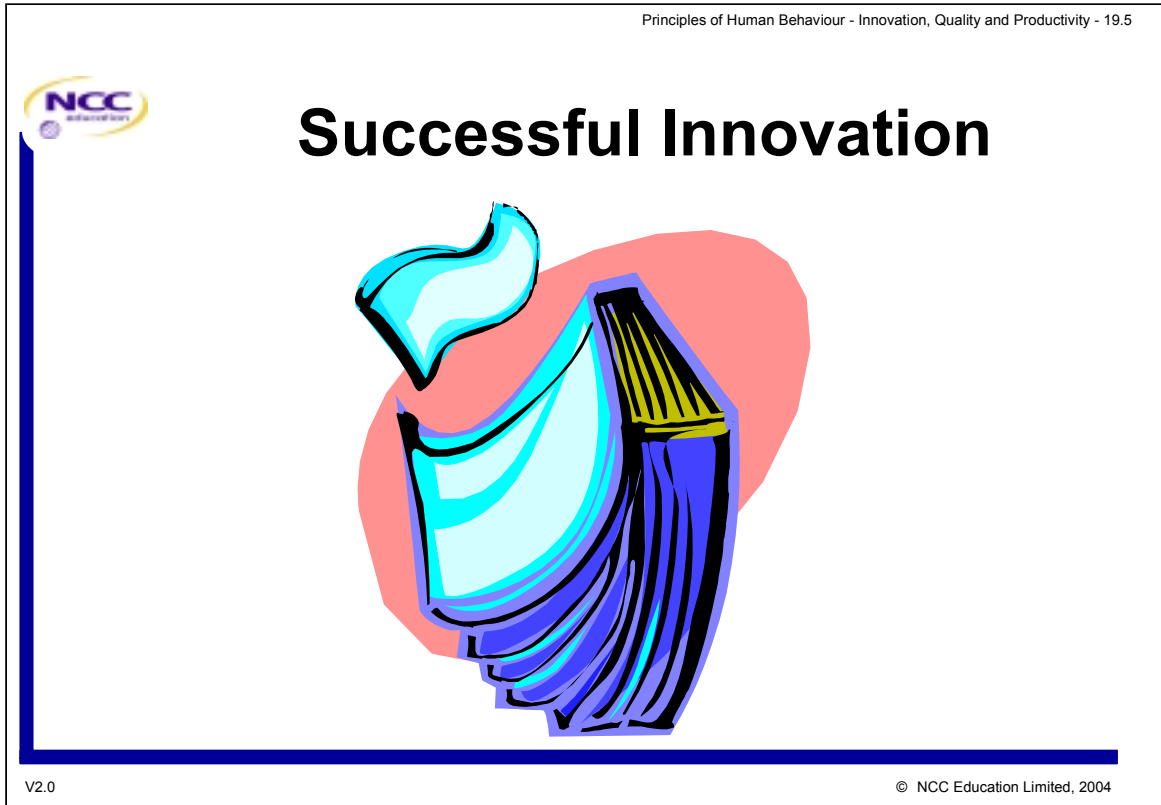 Principles of Human Behaviour - Innovation, Quality and Productivity - 19.5
NCC
education
Successful Innovation
V2.0
© NCC Education Limited, 2004